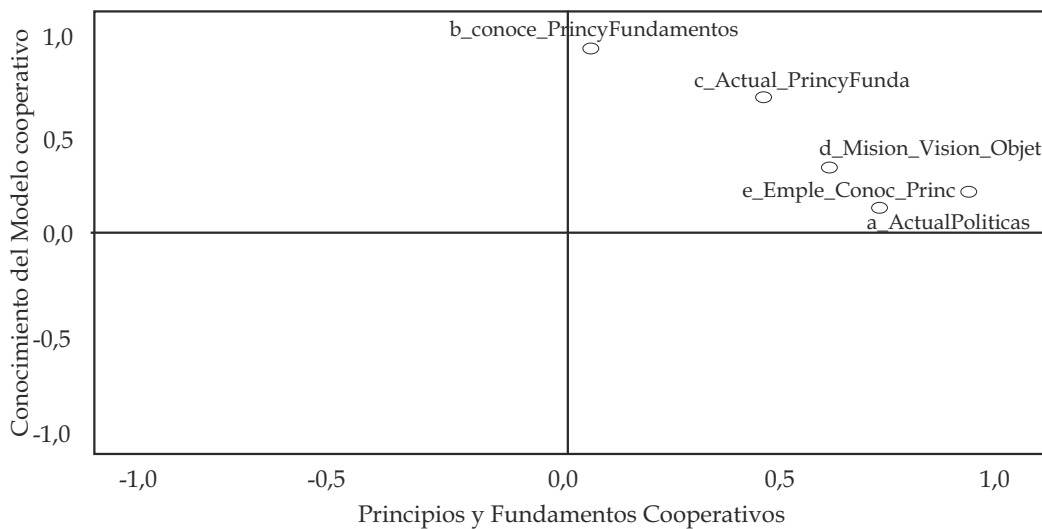 Conocimiento del Modelo cooperativo
1,0
0,5
0,0
-0,5
-1,0
b_conoce_PrincyFundamentos
c_Actual_PrincyFunda
d_Mision_Vision_Objet
e_Emple_Conoc_Princ
a_ActualPoliticas
-1,0 -0,5 0,0 0,5 1,0
Principios y Fundamentos Cooperativos